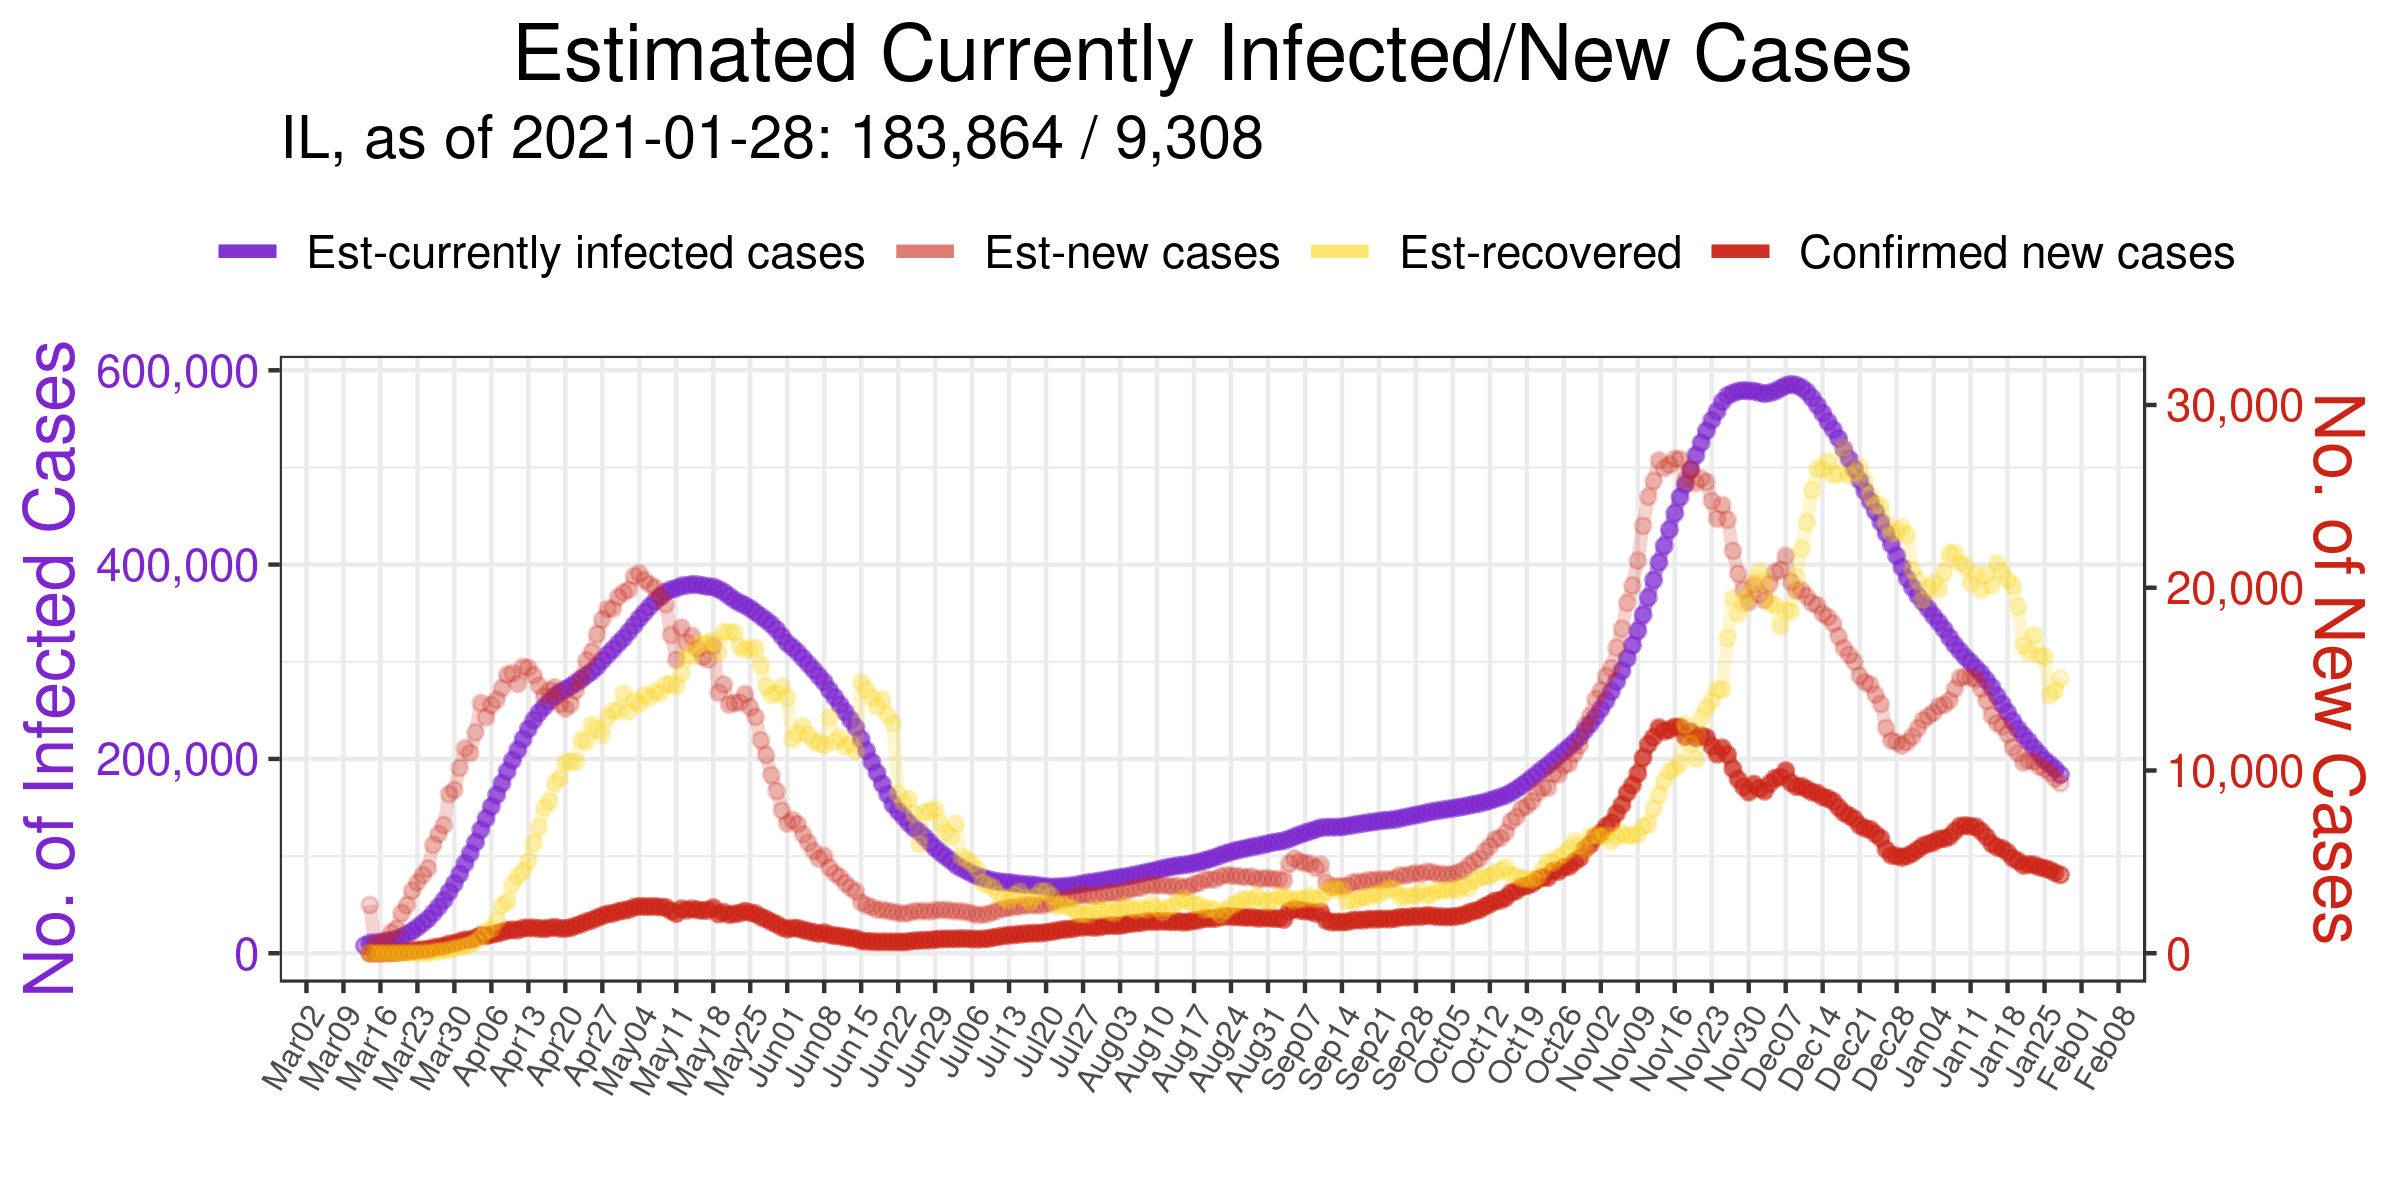 Estimated Currently Infected/New Cases
IL, as of 2021-01-28: 183,864 / 9,308
Est-currently infected cases
Est-new cases
Est-recovered
Confirmed new cases
No. of Infected Cases
600,000
400,000
200,000
0
30,000
20,000
10,000
0
No. of New Cases
Mar02
Mar09
Mar16
Mar23
Mar30
Apr06
Apr13
Apr20
Apr27
May04
May11
May18
May25
Jun01
Jun08
Jun15
Jun22
Jun29
Jul06
Jul13
Jul20
Jul27
Aug03
Aug10
Aug17
Aug24
Aug31
Sep07
Sep14
Sep21
Sep28
Oct05
Oct12
Oct19
Oct26
Nov02
Nov09
Nov16
Nov23
Nov30
Dec07
Dec14
Dec21
Dec28
Jan04
Jan11
Jan18
Jan25
Feb01
Feb08